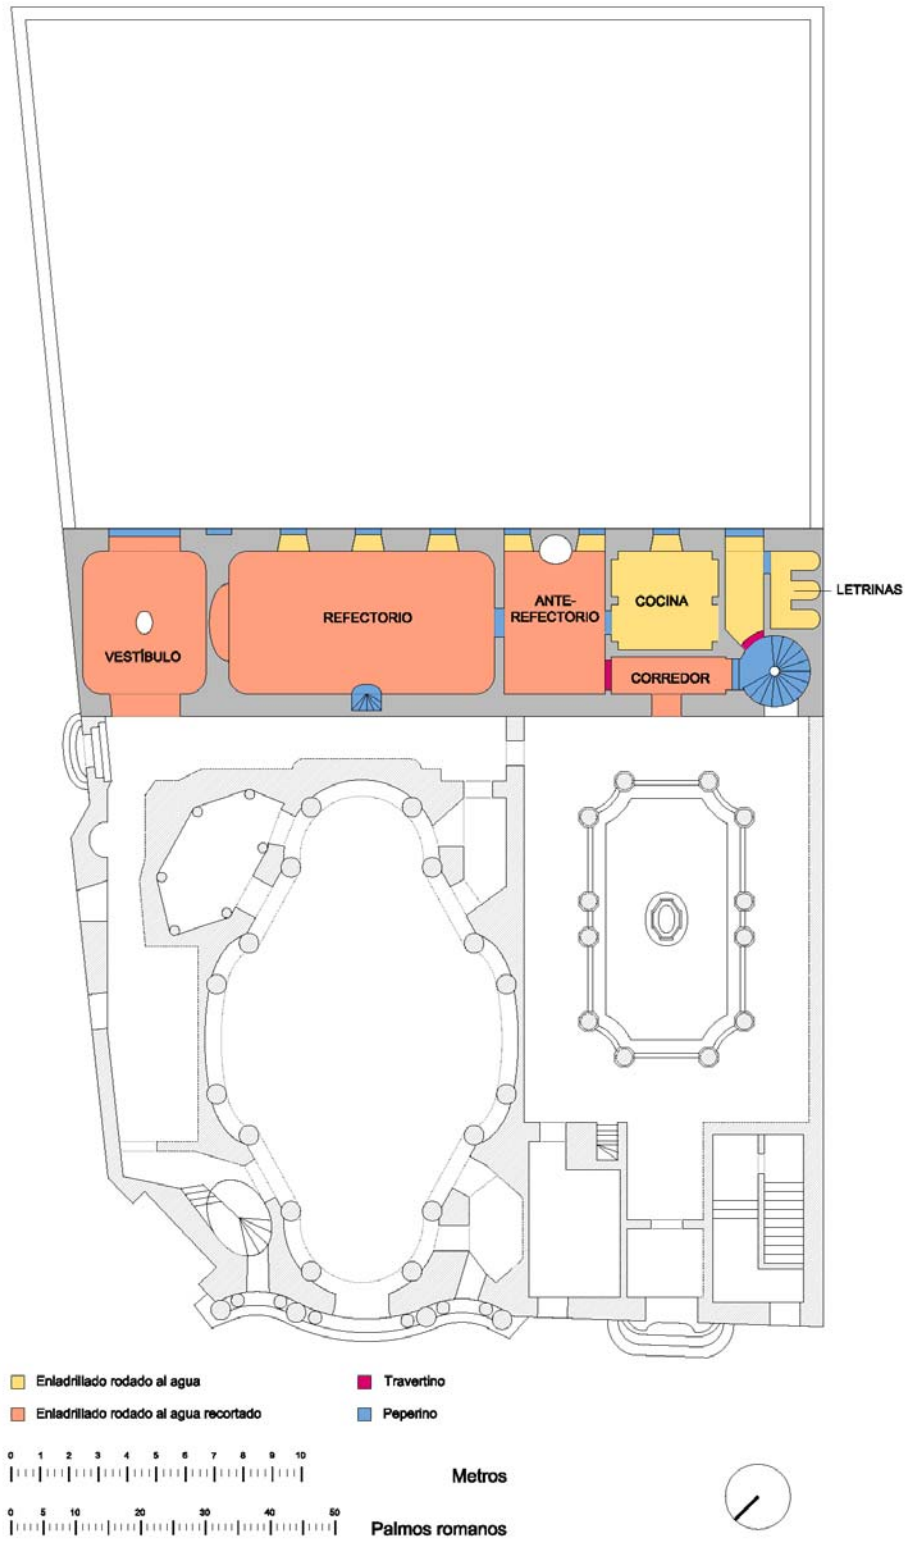 LETRINAS
ANTE-
REFECTORIO
COCINA
REFECTORIO
VESTÍBULO
CORREDOR
Enladrillado rodado al agua
Travertino
Enladrillado rodado al agua recortado
Peperino
0 1 2 3 4 5 6 7 8 9 10
Metros
0 5 10 20 30 40 50
Palmos romanos